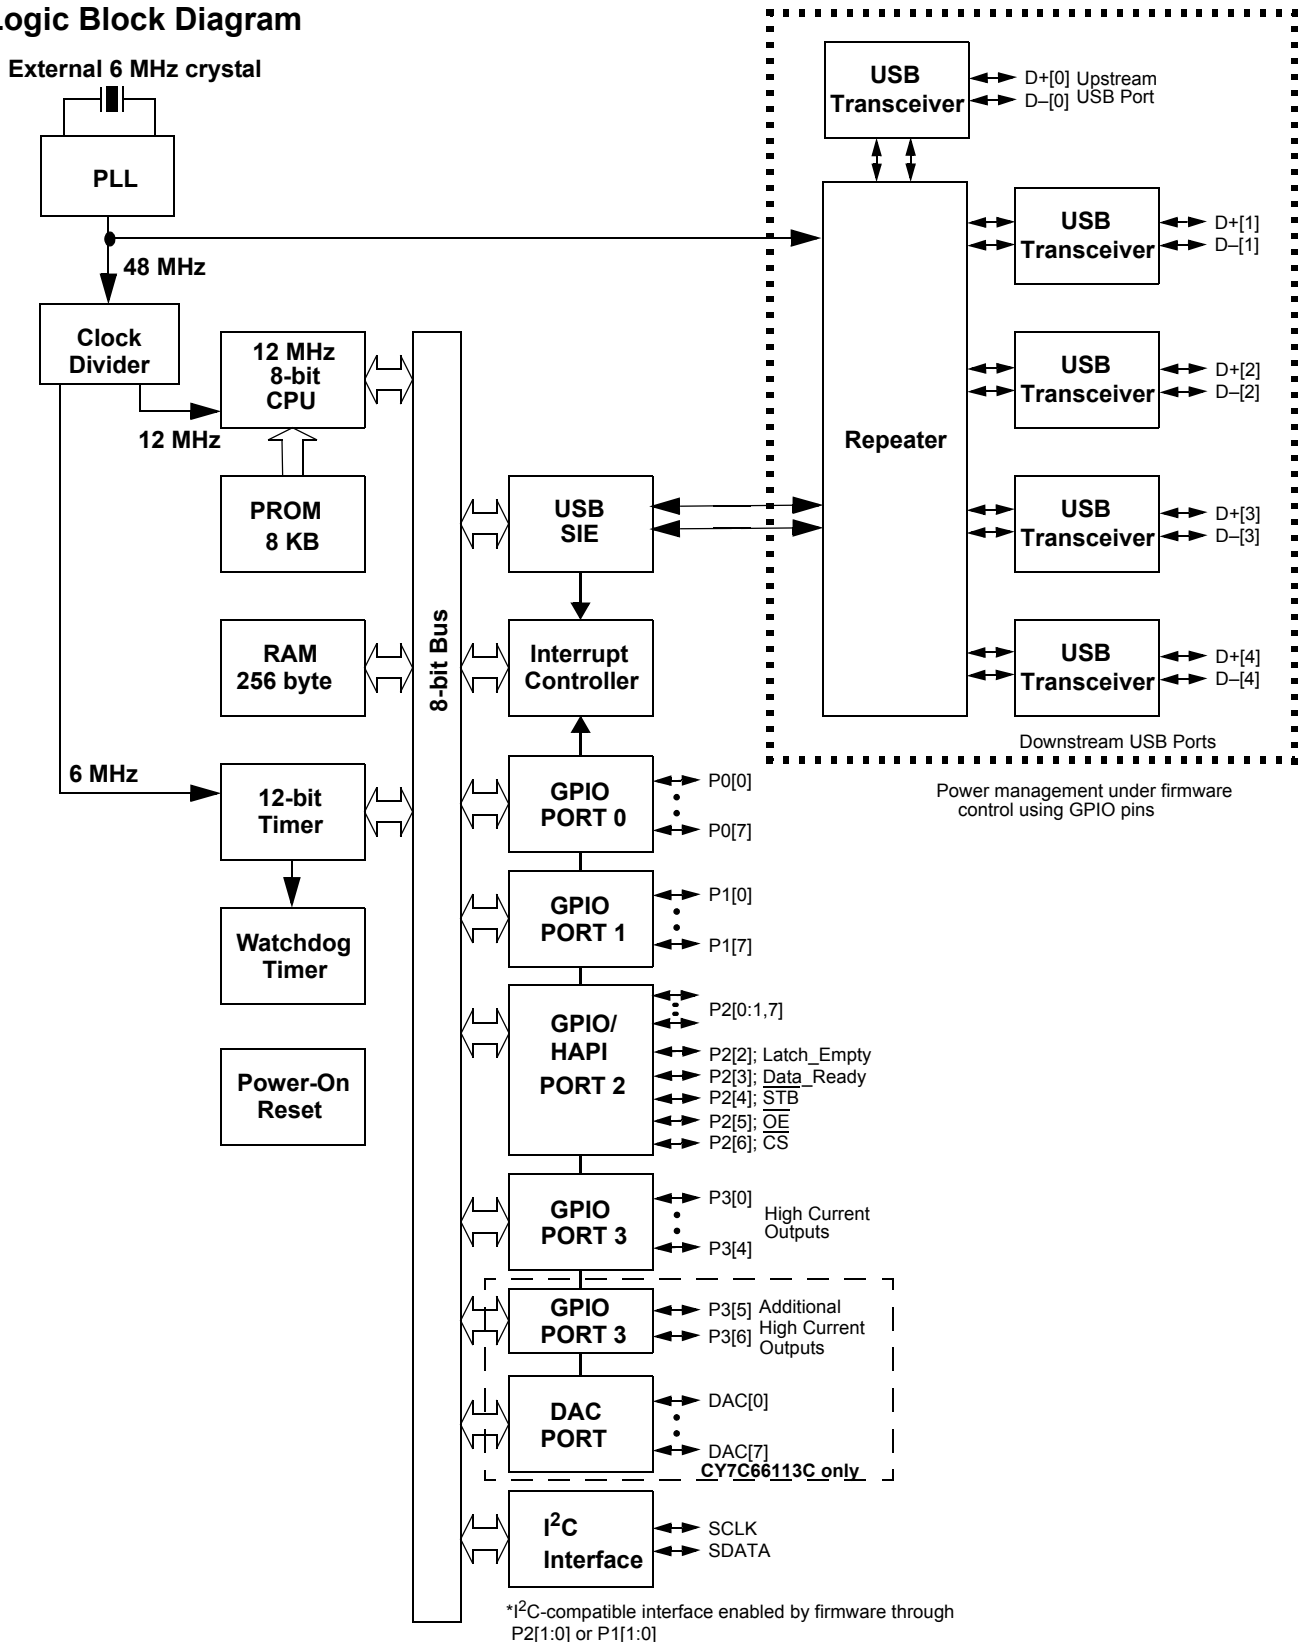 Logic Block Diagram
External 6 MHz crystal
PLL
48 MHz
Clock
Divider
12 MHz
8-bit
CPU
12 MHz
PROM
8 KB
RAM
256 byte
6 MHz
12-bit
Timer
Watchdog
Timer
Power-On
Reset
8-bit Bus
USB
SIE
Interrupt
Controller
GPIO
PORT 0
P0[0]
P0[7]
GPIO
PORT 1
P1[0]
P1[7]
GPIO/
HAPI
PORT 2
P2[0:1,7]
P2[2]; Latch_Empty
P2[3]; Data_Ready
P2[4]; STB
P2[5]; OE
P2[6]; CS
GPIO
PORT 3
P3[0]
P3[4]
High Current
Outputs
GPIO
PORT 3
P3[5]
P3[6]
Additional
High Current
Outputs
DAC
PORT
DAC[0]
DAC[7]
CY7C66113C only
I²C
Interface
SCLK
SDATA
*I²C-compatible interface enabled by firmware through
P2[1:0] or P1[1:0]
USB
Transceiver
D+[0] Upstream
D–[0] USB Port
Repeater
USB
Transceiver
D+[1]
D–[1]
USB
Transceiver
D+[2]
D–[2]
USB
Transceiver
D+[3]
D–[3]
USB
Transceiver
D+[4]
D–[4]
Downstream USB Ports
Power management under firmware
control using GPIO pins